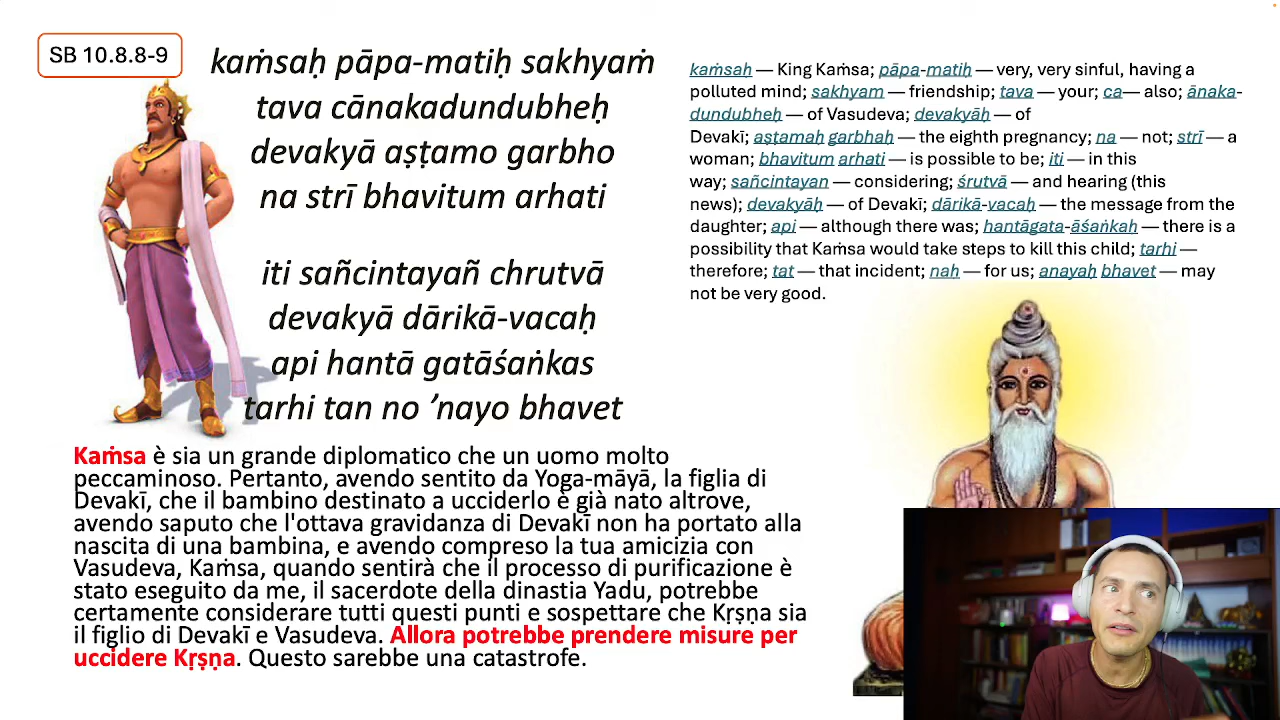 SB 10.8.8-9
kaṁsaḥ pāpa-matiḥ sakhyaṁ
tava cānakadundubheḥ
devakyā aṣṭamo garbho
na strī bhavitum arhati
iti sañcintayañ chrutvā
devakyā dārikā-vacaḥ
api hantā gatāśaṅkas
tarhi tan no ’nayo bhavet
kaṁsaḥ — King Kaṁsa; pāpa-matiḥ — very, very sinful, having a
polluted mind; sakhyam — friendship; tava — your; ca— also; ānaka-
dundubheḥ — of Vasudeva; devakyāḥ — of
Devakī; aṣṭamaḥ garbhaḥ — the eighth pregnancy; na — not; strī — a
woman; bhavitum arhati — is possible to be; iti — in this
way; sañcintayan — considering; śrutvā — and hearing (this
news); devakyāḥ — of Devakī; dārikā-vacaḥ — the message from the
daughter; api — although there was; hantāgata-āśaṅkaḥ — there is a
possibility that Kaṁsa would take steps to kill this child; tarhi —
therefore; tat — that incident; naḥ — for us; anayaḥ bhavet — may
not be very good.
Kaṁsa è sia un grande diplomatico che un uomo molto
peccaminoso. Pertanto, avendo sentito da Yoga-māyā, la figlia di
Devakī, che il bambino destinato a ucciderlo è già nato altrove,
avendo saputo che l'ottava gravidanza di Devakī non ha portato alla
nascita di una bambina, e avendo compreso la tua amicizia con
Vasudeva, Kaṁsa, quando sentirà che il processo di purificazione è
stato eseguito da me, il sacerdote della dinastia Yadu, potrebbe
certamente considerare tutti questi punti e sospettare che Kṛṣṇa sia
il figlio di Devakī e Vasudeva. Allora potrebbe prendere misure per
uccidere Kṛṣṇa. Questo sarebbe una catastrofe.